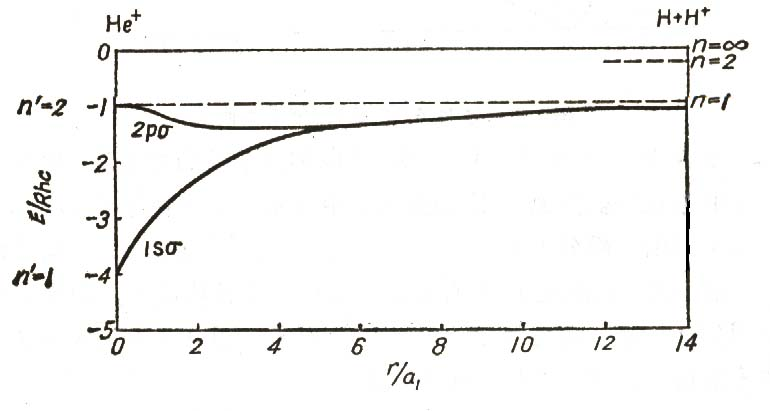 He⁺ H+H⁺
0 n=∞
n=2
n'=2 -1 n=1
2pσ
-2
E/Rhc
-3
1sσ
n'=1 -4
-5
0 2 4 6 8 10 12 14
r/a₁